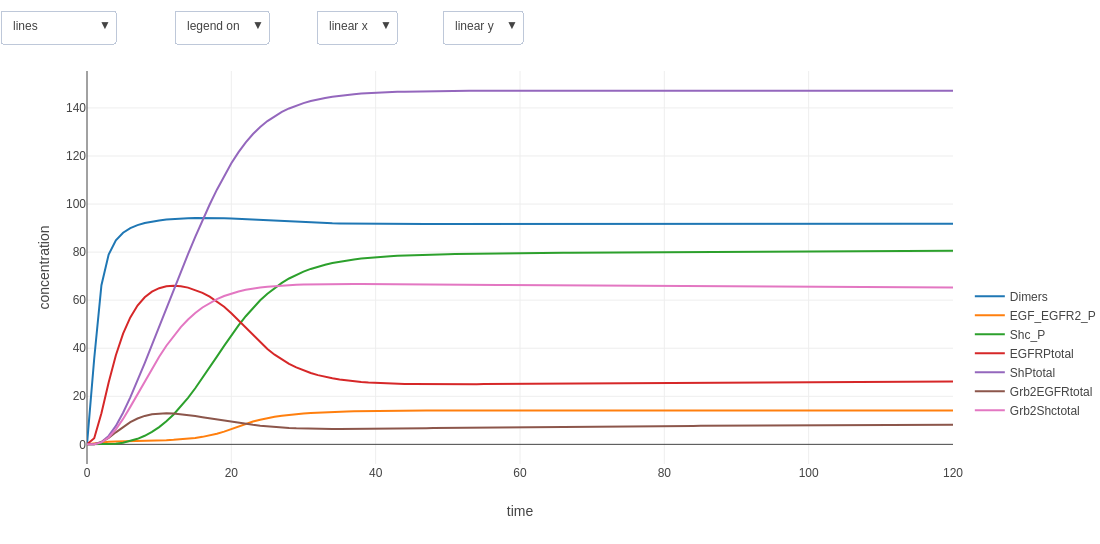 lines ▼ legend on ▼ linear x ▼ linear y ▼
140
120
100
80
60
40
20
0
concentration
0 20 40 60 80 100 120
time
Dimers
EGF_EGFR2_P
Shc_P
EGFRPtotal
ShPtotal
Grb2EGFRtotal
Grb2Shctotal